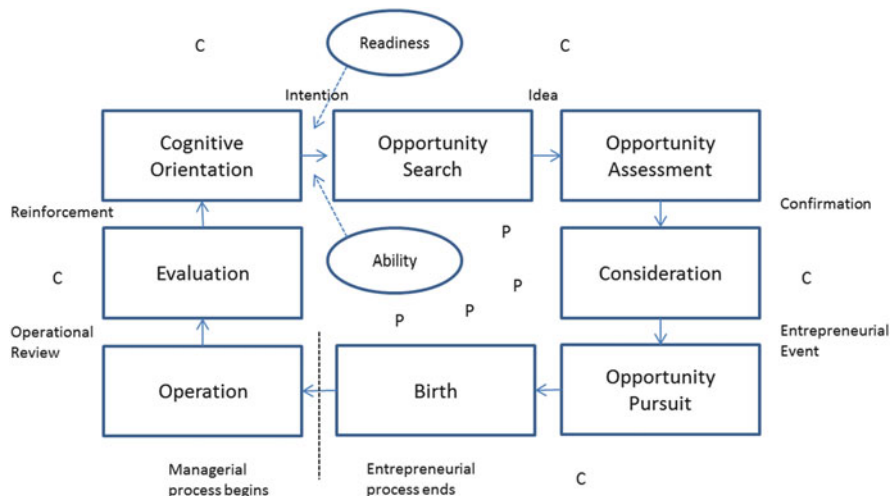 C
Readiness
C
Intention
Idea
Cognitive
Orientation
Opportunity
Search
Opportunity
Assessment
Reinforcement
Confirmation
P
C
Evaluation
Ability
P
Consideration
C
P
P
Operational
Review
Entrepreneurial
Event
Operation
Birth
Opportunity
Pursuit
Managerial
process begins
Entrepreneurial
process ends
C